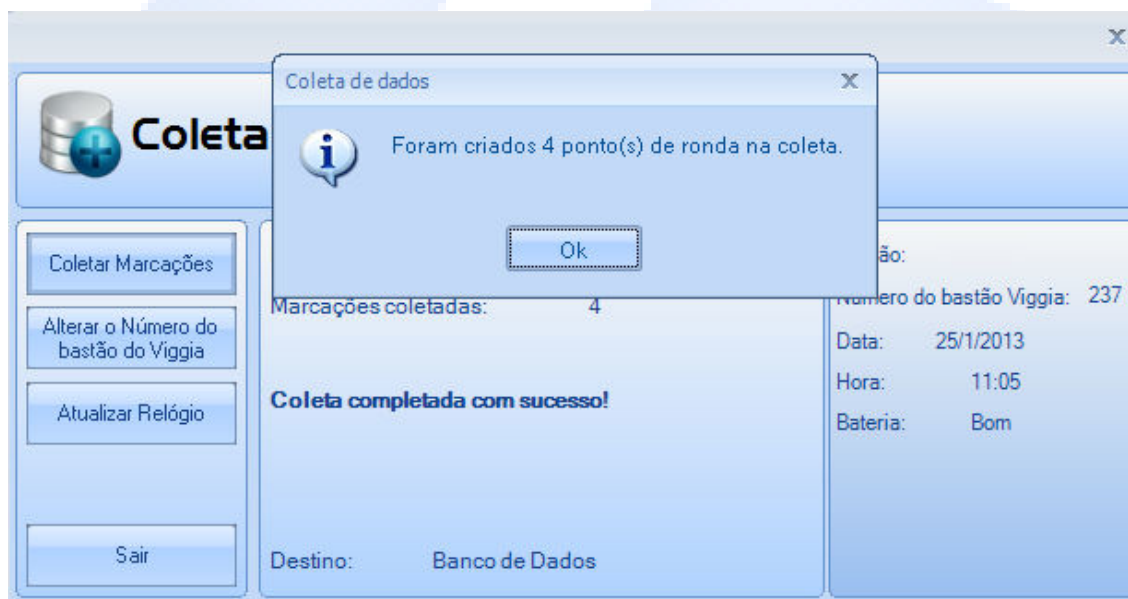 Coleta de dados
Coleta
Foram criados 4 ponto(s) de ronda na coleta.
Ok
Coletar Marcações
Alterar o Número do
bastão do Viggia
Atualizar Relógio
Sair
Marcações coletadas: 4
Coleta completada com sucesso!
Destino: Banco de Dados
ão:
Número do bastão Viggia: 237
Data: 25/1/2013
Hora: 11:05
Bateria: Bom